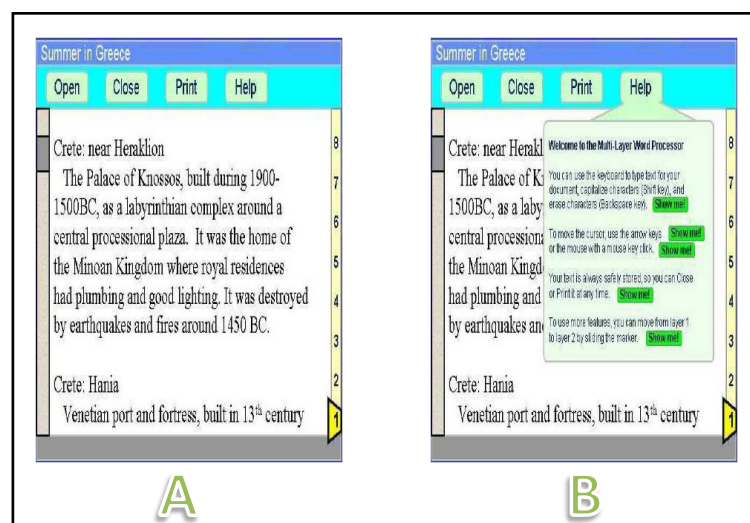 Summer in Greece
Open Close Print Help
Crete: near Heraklion
The Palace of Knossos, built during 1900-
1500BC, as a labyrinthian complex around a
central processional plaza. It was the home of
the Minoan Kingdom where royal residences
had plumbing and good lighting. It was destroyed
by earthquakes and fires around 1450 BC.
Crete: Hania
Venetian port and fortress, built in 13th century
8
7
6
5
4
3
2
1
A
Summer in Greece
Open Close Print Help
Crete: near Herakl
The Palace of K
1500BC, as a laby
central processiona
the Minoan Kingd
had plumbing and
by earthquakes an
Crete: Hania
Venetian port and fortress, built in 13th century
Welcome to the Multi-Layer Word Processor
You can use the keyboard to type text for your
document, capitalize characters (Shift key), and
erase characters (Backspace key). Show me!
To move the cursor, use the arrow keys Show me!
or the mouse with a mouse key click. Show me!
Your text is always safely stored, so you can Close
or Print it at any time. Show me!
To use more features, you can move from layer 1
to layer 2 by sliding the marker. Show me!
8
7
6
5
4
3
2
1
B